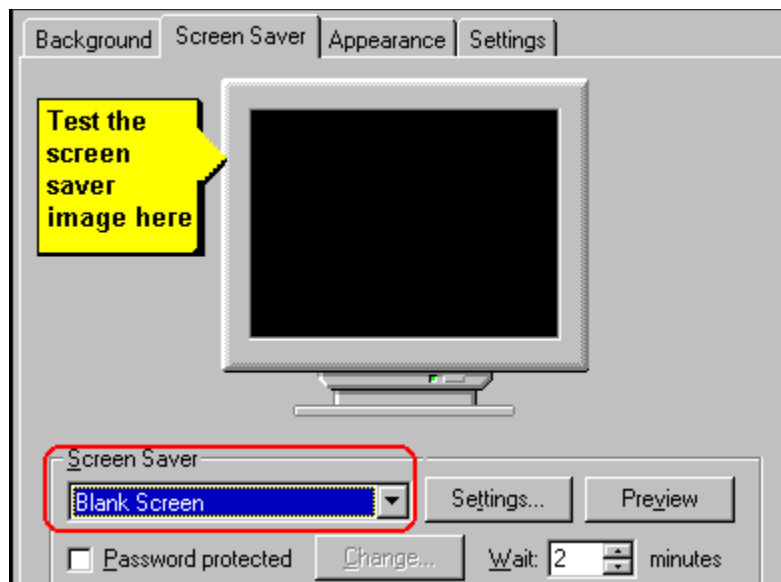 Background Screen Saver Appearance Settings
Test the
screen
saver
image here
Screen Saver
Blank Screen Settings... Preview
Password protected Change... Wait: 2 minutes